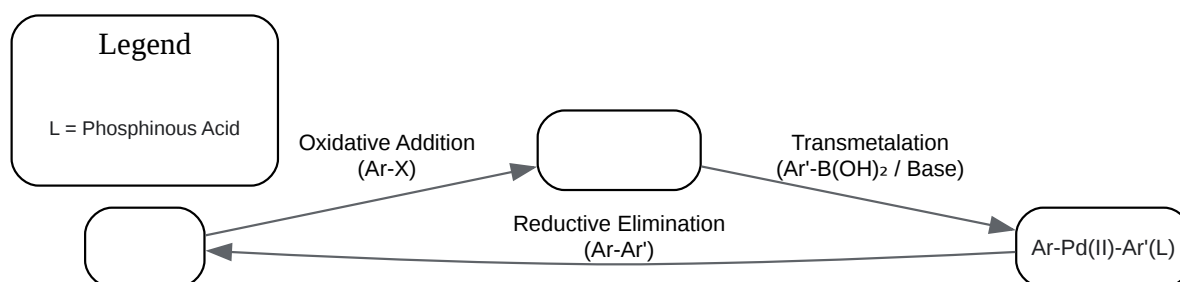 Legend
L = Phosphinous Acid
Oxidative Addition
(Ar-X)
Transmetalation
(Ar'-B(OH)₂ / Base)
Reductive Elimination
(Ar-Ar')
Ar-Pd(II)-Ar'(L)